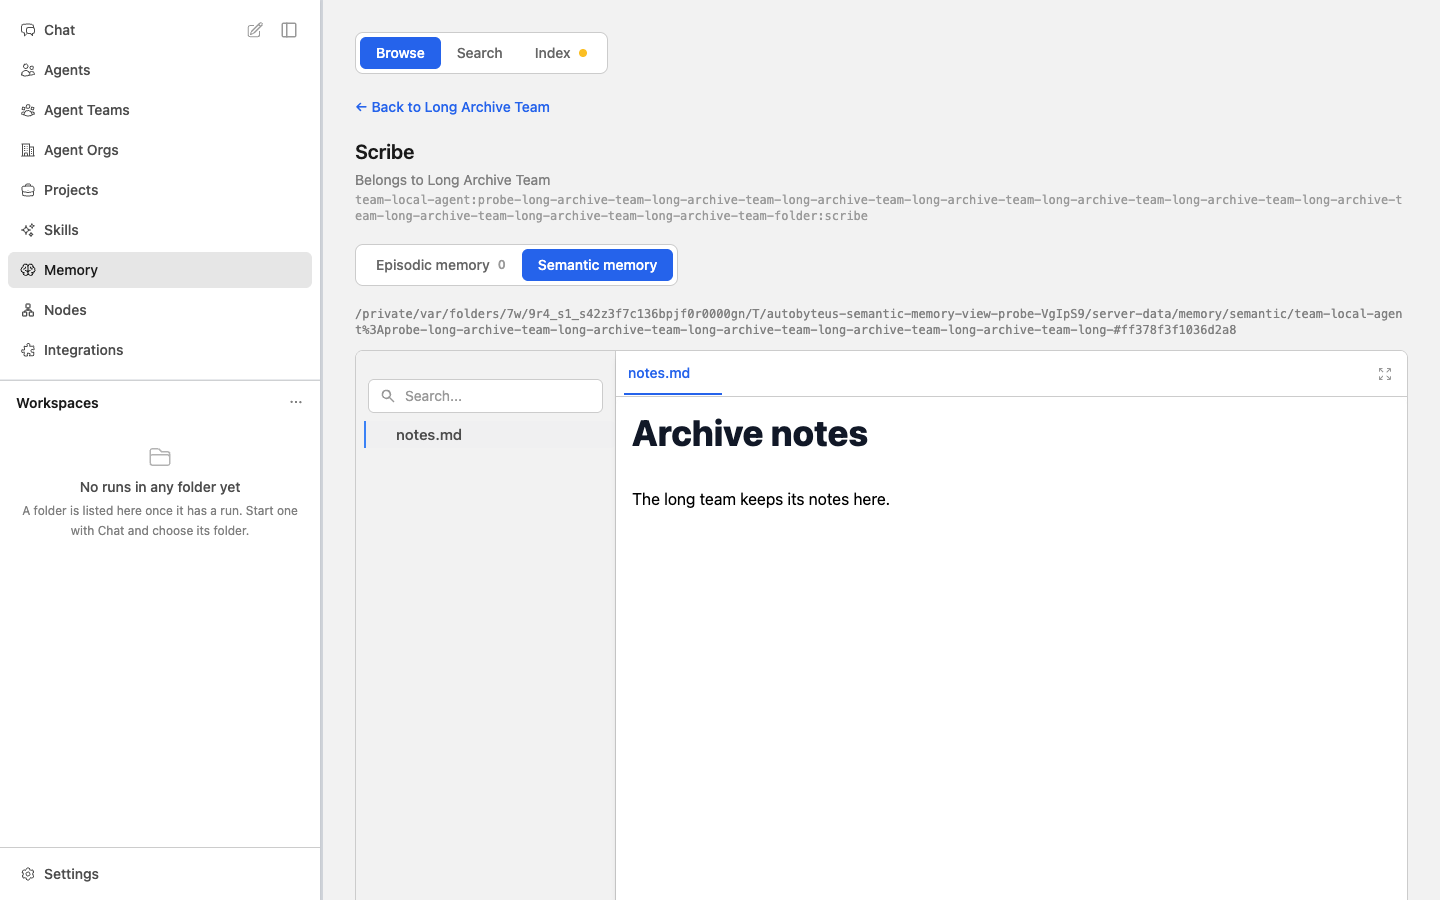 Chat
Agents
Agent Teams
Agent Orgs
Projects
Skills
Memory
Nodes
Integrations
Workspaces
No runs in any folder yet
A folder is listed here once it has a run. Start one
with Chat and choose its folder.
Settings
Browse
Search
Index
← Back to Long Archive Team
Scribe
Belongs to Long Archive Team
team-local-agent:probe-long-archive-team-long-archive-team-long-archive-team-long-archive-team-long-archive-team-long-archive-team-long-archive-t
eam-long-archive-team-long-archive-team-long-archive-team-folder:scribe
Episodic memory 0
Semantic memory
/private/var/folders/7w/9r4_s1_s42z3f7c136bpjf0r0000gn/T/autobyteus-semantic-memory-view-probe-VgIpS9/server-data/memory/semantic/team-local-agen
t%3Aprobe-long-archive-team-long-archive-team-long-archive-team-long-archive-team-long-archive-team-long-#ff378f3f1036d2a8
Search...
notes.md
notes.md
Archive notes
The long team keeps its notes here.